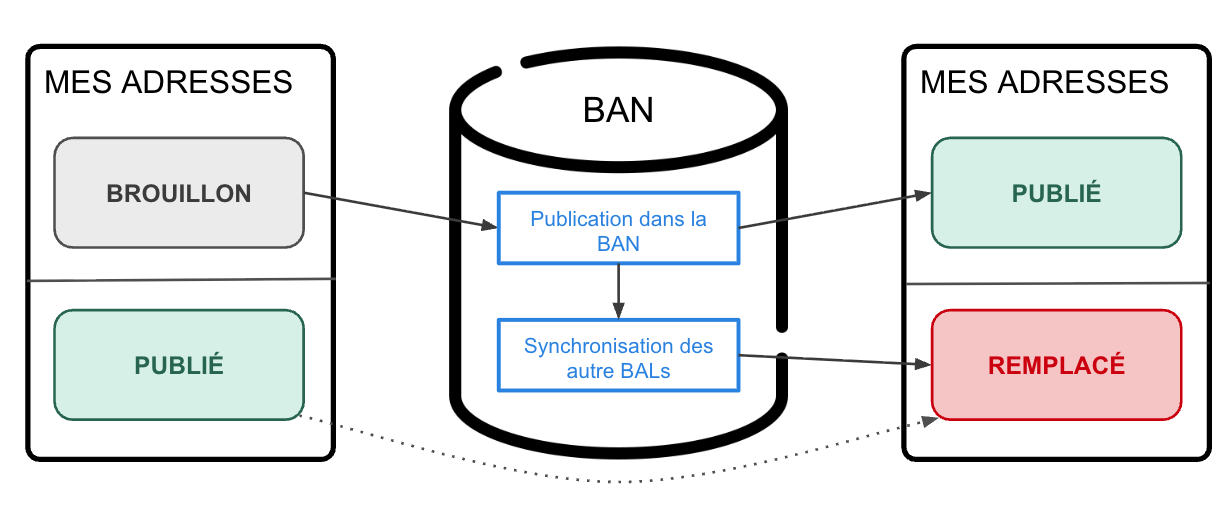 MES ADRESSES
BROUILLON
PUBLIÉ
BAN
Publication dans la
BAN
Synchronisation des
autre BALs
MES ADRESSES
PUBLIÉ
REMPLACÉ